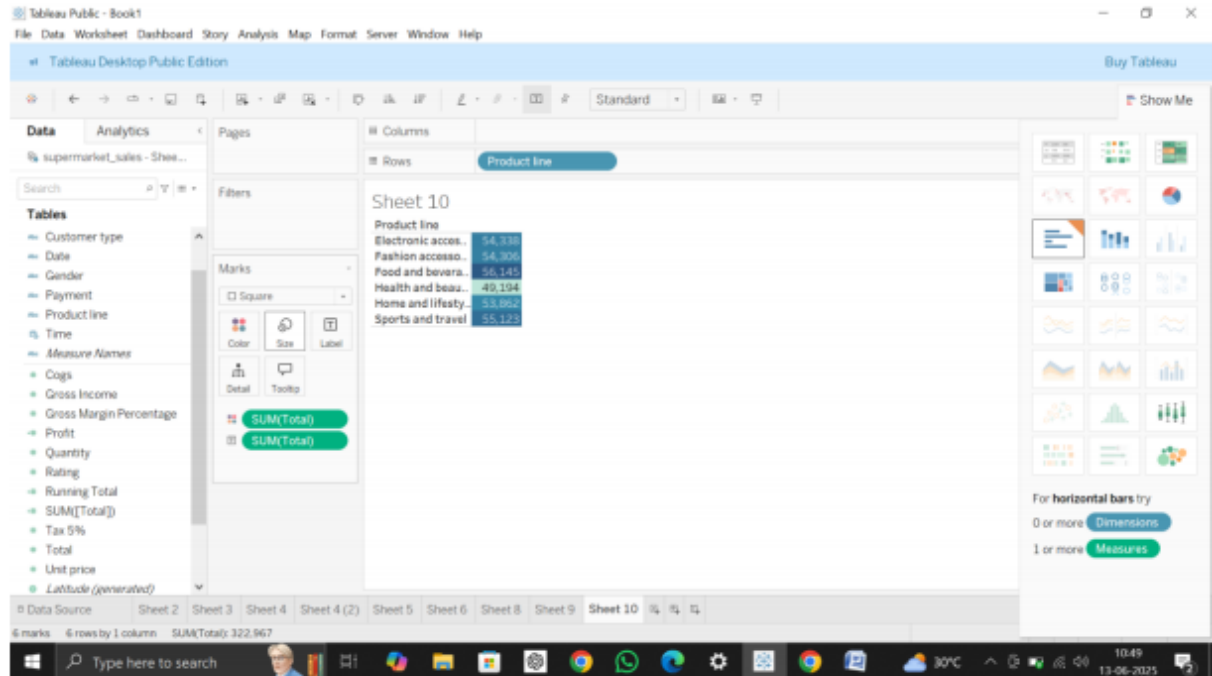 Tableau Public - Book1
File Data Worksheet Dashboard Story Analysis Map Format Server Window Help
Tableau Desktop Public Edition Buy Tableau
Standard Show Me
Data Analytics Pages Columns
supermarket_sales - Shee... Rows Product line
Search Filters
Sheet 10
Tables
Customer type
Date
Gender
Payment
Product line
Time
Measure Names
Cogs
Gross Income
Gross Margin Percentage
Profit
Quantity
Rating
Running Total
SUM([Total])
Tax 5%
Total
Unit price
Latitude (generated)
Marks
Square
Color Size Label
Detail Tooltip
SUM(Total)
SUM(Total)
Product line
Electronic acces.. 54,338
Fashion accesso.. 54,306
Food and bevera.. 56,145
Health and beau.. 49,194
Home and lifesty.. 53,862
Sports and travel 55,123
For horizontal bars try
0 or more Dimensions
1 or more Measures
Data Source Sheet 2 Sheet 3 Sheet 4 Sheet 4 (2) Sheet 5 Sheet 6 Sheet 8 Sheet 9 Sheet 10
6 marks 6 rows by 1 column SUM(Total): 322,967
Type here to search 30°C 10:49
13-06-2025